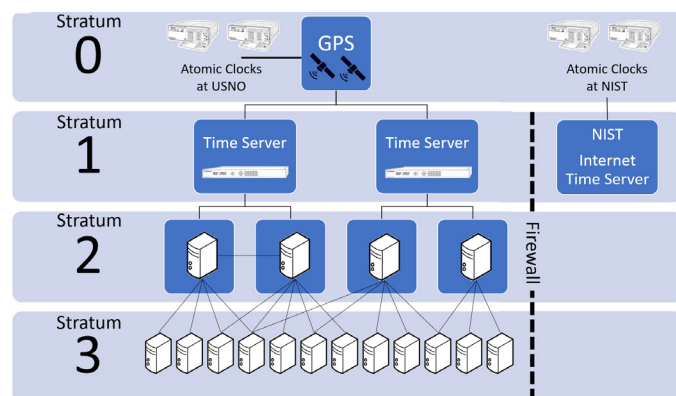 Stratum
0
GPS
Atomic Clocks
at USNO
Atomic Clocks
at NIST
Stratum
1
Time Server
Time Server
NIST
Internet
Time Server
Stratum
2
Firewall
Stratum
3